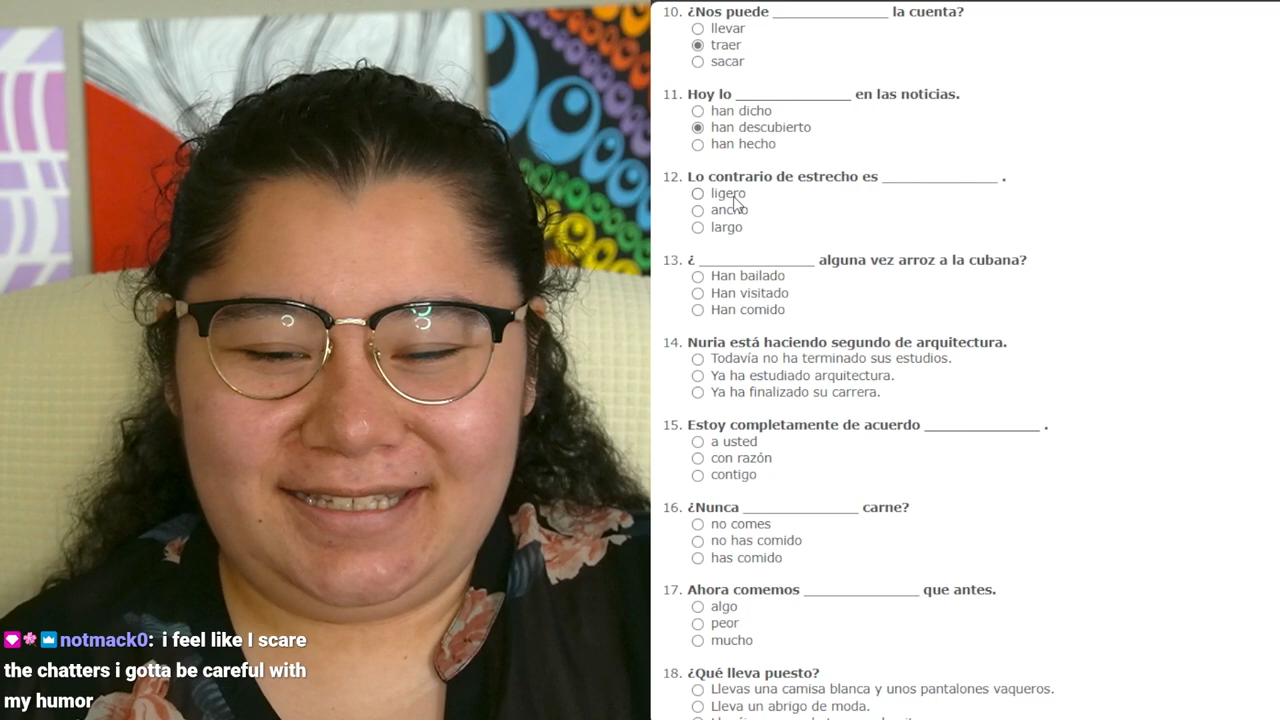 10. ¿Nos puede _______________ la cuenta?
llevar
traer
sacar
11. Hoy lo _______________ en las noticias.
han dicho
han descubierto
han hecho
12. Lo contrario de estrecho es _______________ .
ligero
ancho
largo
13. ¿ _______________ alguna vez arroz a la cubana?
Han bailado
Han visitado
Han comido
14. Nuria está haciendo segundo de arquitectura.
Todavía no ha terminado sus estudios.
Ya ha estudiado arquitectura.
Ya ha finalizado su carrera.
15. Estoy completamente de acuerdo _______________ .
a usted
con razón
contigo
16. ¿Nunca _______________ carne?
no comes
no has comido
has comido
17. Ahora comemos _______________ que antes.
algo
peor
mucho
18. ¿Qué lleva puesto?
Llevas una camisa blanca y unos pantalones vaqueros.
Lleva un abrigo de moda.
notmack0: i feel like I scare
the chatters i gotta be careful with
my humor